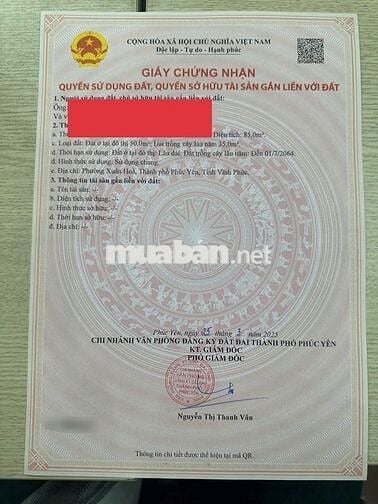 CỘNG HÒA XÃ HỘI CHỦ NGHĨA VIỆT NAM
Độc lập - Tự do - Hạnh phúc
GIẤY CHỨNG NHẬN
QUYỀN SỬ DỤNG ĐẤT, QUYỀN SỞ HỮU TÀI SẢN GẮN LIỀN VỚI ĐẤT
1. Người sử dụng đất, chủ sở hữu tài sản gắn liền với đất:
Ông:
Và v
2. Th
a. Thử Diện tích: 85,0m².
c. Loại đất: Đất ở tại đô thị 50,0m²; Đất trồng cây lâu năm 35,0m².
d. Thời hạn sử dụng: Đất ở tại đô thị: Lâu dài; Đất trồng cây lâu năm: Đến 01/7/2064.
đ. Hình thức sử dụng: Sử dụng chung.
e. Địa chỉ: Phường Xuân Hoà, Thành phố Phúc Yên, Tỉnh Vĩnh Phúc.
3. Thông tin tài sản gắn liền với đất:
a. Tên tài sản: -/-
b. Diện tích sử dụng: -/-
c. Hình thức sở hữu: -/-
d. Thời hạn sở hữu: -/-
đ. Địa chỉ: -/-
muaban.net
Phúc Yên, ngày 05 tháng 3 năm 2025
CHI NHÁNH VĂN PHÒNG ĐĂNG KÝ ĐẤT ĐAI THÀNH PHỐ PHÚC YÊN
KT. GIÁM ĐỐC
PHÓ GIÁM ĐỐC
Nguyễn Thị Thanh Vân
Thông tin chi tiết được thể hiện tại mã QR.